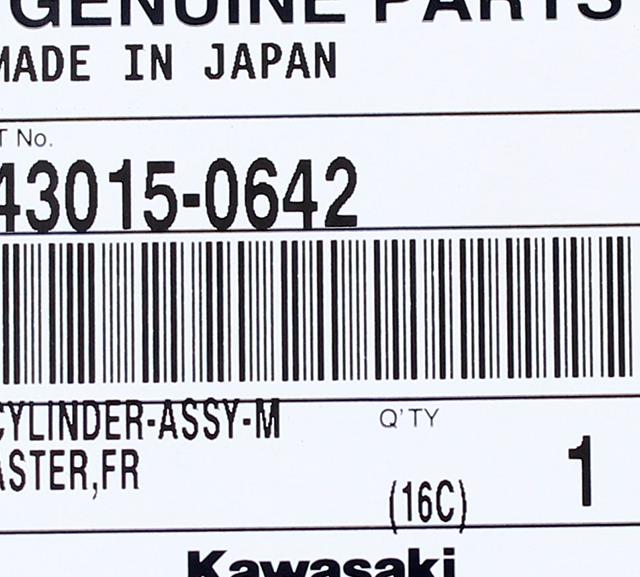 GENUINE PARTS
MADE IN JAPAN
T No.
43015-0642
CYLINDER-ASSY-M
ASTER,FR
Q'TY
(16C)
1
Kawasaki